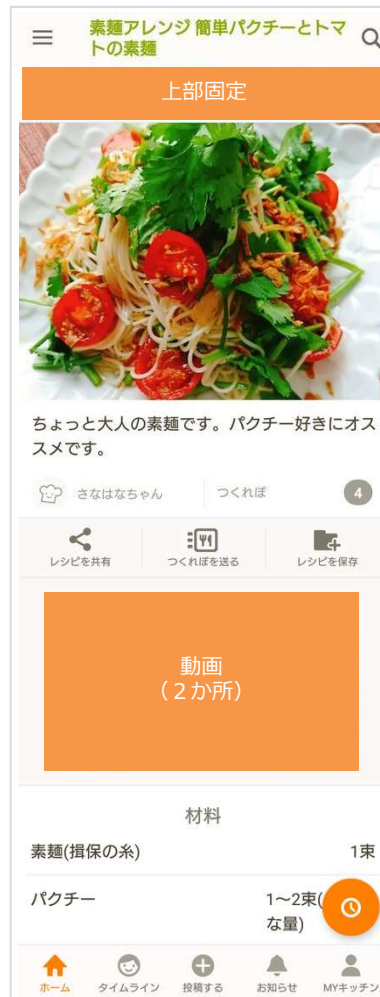 素麺アレンジ 簡単パクチーとトマ
トの素麺
上部固定
ちょっと大人の素麺です。パクチー好きにオス
スメです。
さなはなちゃん
つくれぽ
4
レシピを共有
つくれぽを送る
レシピを保存
動画
(2か所)
材料
素麺(揖保の糸)
1束
パクチー
1〜2束(
な量)
ホーム
タイムライン
投稿する
お知らせ
MYキッチン